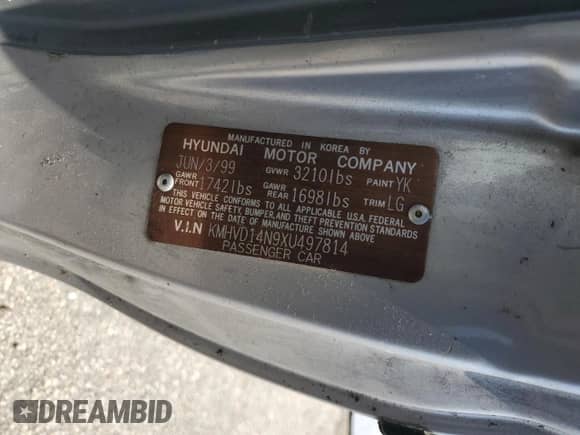 MANUFACTURED IN KOREA BY
HYUNDAI MOTOR COMPANY
JUN/3/99 GVWR 3210lbs PAINT YK
GAWR FRONT 1742lbs GAWR REAR 1698lbs TRIM LG
THIS VEHICLE CONFORMS TO ALL APPLICABLE U.S.A. FEDERAL
MOTOR VEHICLE SAFETY, BUMPER, AND THEFT PREVENTION STANDARDS
IN EFFECT ON THE DATE OF MANUFACTURE SHOWN ABOVE
V.I.N KMHVD14N9XU497814
PASSENGER CAR
DREAMBID